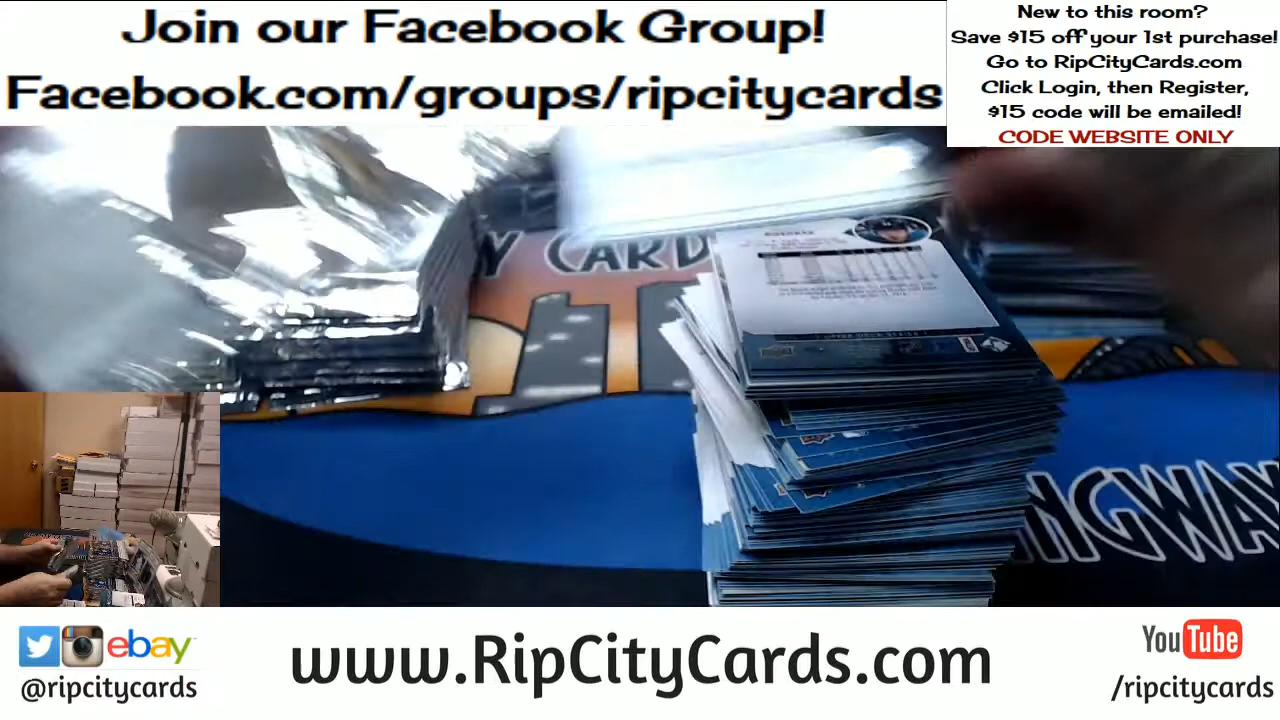 Join our Facebook Group!
Facebook.com/groups/ripcitycards
New to this room?
Save $15 off your 1st purchase!
Go to RipCityCards.com
Click Login, then Register,
$15 code will be emailed!
CODE WEBSITE ONLY
Y CARD
NGWAY
ebay
@ripcitycards
www.RipCityCards.com
YouTube
/ripcitycards